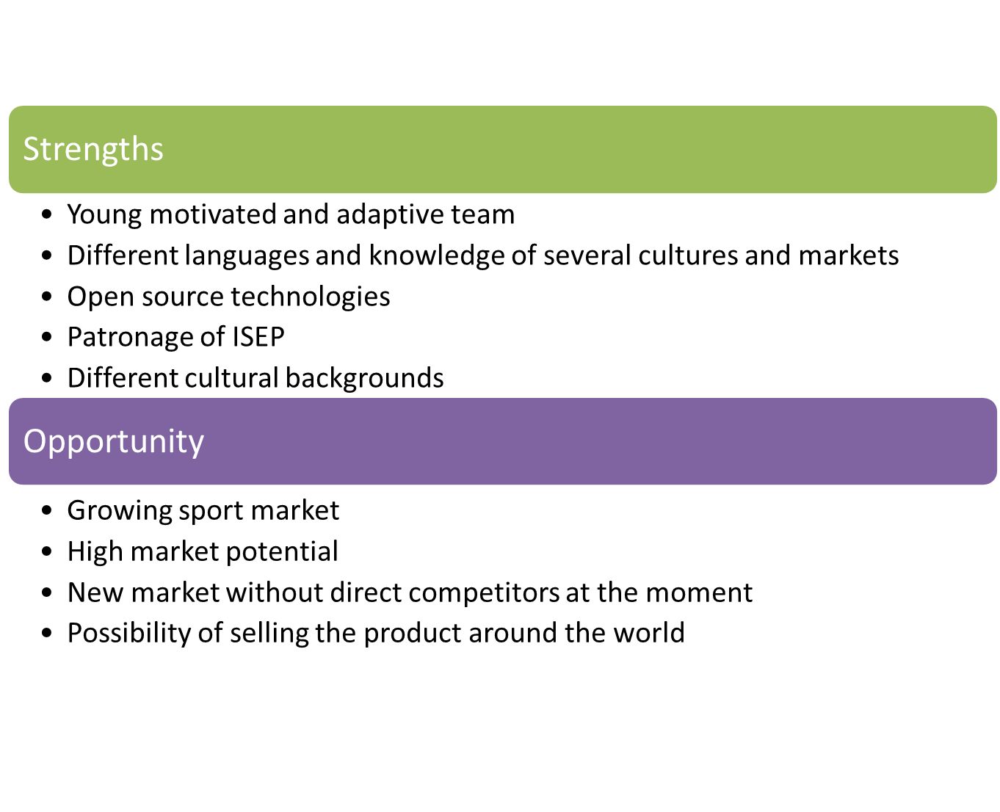 Strengths
• Young motivated and adaptive team
• Different languages and knowledge of several cultures and markets
• Open source technologies
• Patronage of ISEP
• Different cultural backgrounds
Opportunity
• Growing sport market
• High market potential
• New market without direct competitors at the moment
• Possibility of selling the product around the world